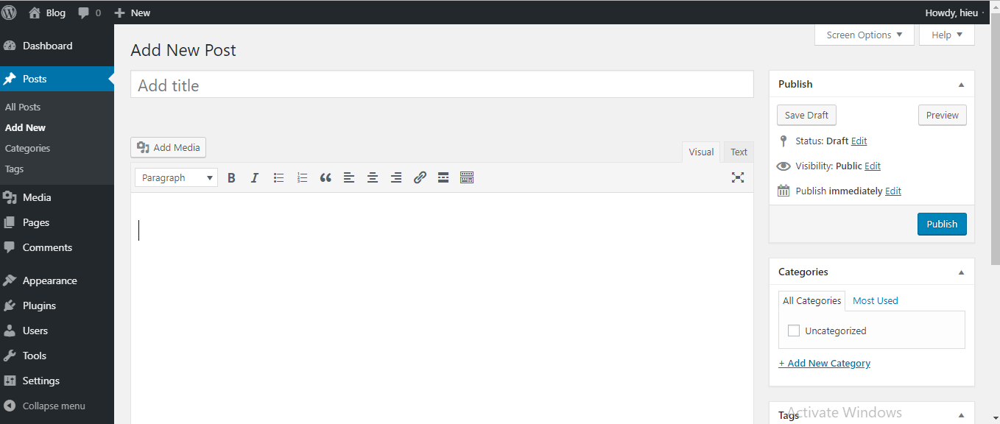 Blog 0 New Howdy, hieu
Dashboard
Posts
All Posts
Add New
Categories
Tags
Media
Pages
Comments
Appearance
Plugins
Users
Tools
Settings
Collapse menu
Screen Options Help
Add New Post
Add title
Add Media
Visual Text
Paragraph B I
Publish
Save Draft Preview
Status: Draft Edit
Visibility: Public Edit
Publish immediately Edit
Publish
Categories
All Categories Most Used
Uncategorized
+ Add New Category
Tags
Activate Windows